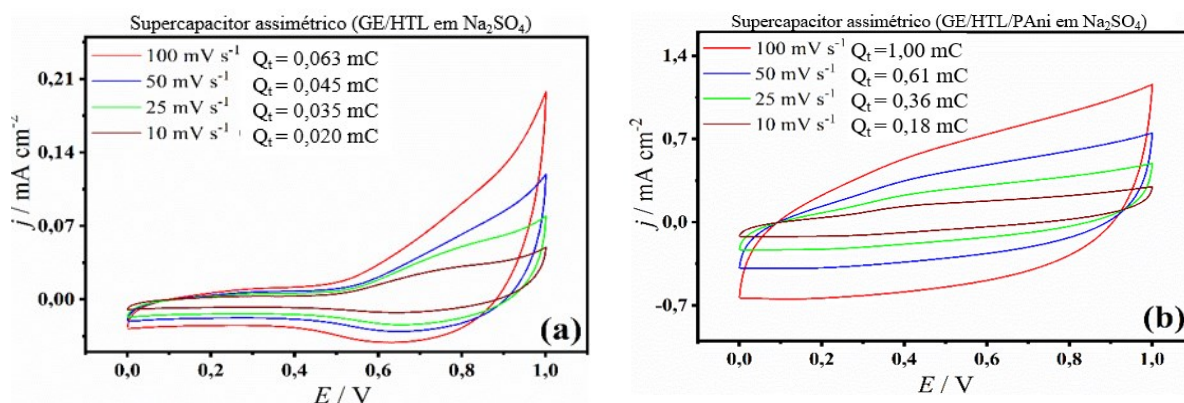 Supercapacitor assimétrico (GE/HTL em Na₂SO₄)
100 mV s⁻¹ Qₜ = 0,063 mC
50 mV s⁻¹ Qₜ = 0,045 mC
25 mV s⁻¹ Qₜ = 0,035 mC
10 mV s⁻¹ Qₜ = 0,020 mC
0,21
0,14
0,07
0,00
j / mA cm⁻²
(a)
0,0 0,2 0,4 0,6 0,8 1,0
E / V
Supercapacitor assimétrico (GE/HTL/PAni em Na₂SO₄)
100 mV s⁻¹ Qₜ =1,00 mC
50 mV s⁻¹ Qₜ = 0,61 mC
25 mV s⁻¹ Qₜ = 0,36 mC
10 mV s⁻¹ Qₜ = 0,18 mC
1,4
0,7
0,0
-0,7
j / mA cm⁻²
(b)
0,0 0,2 0,4 0,6 0,8 1,0
E / V